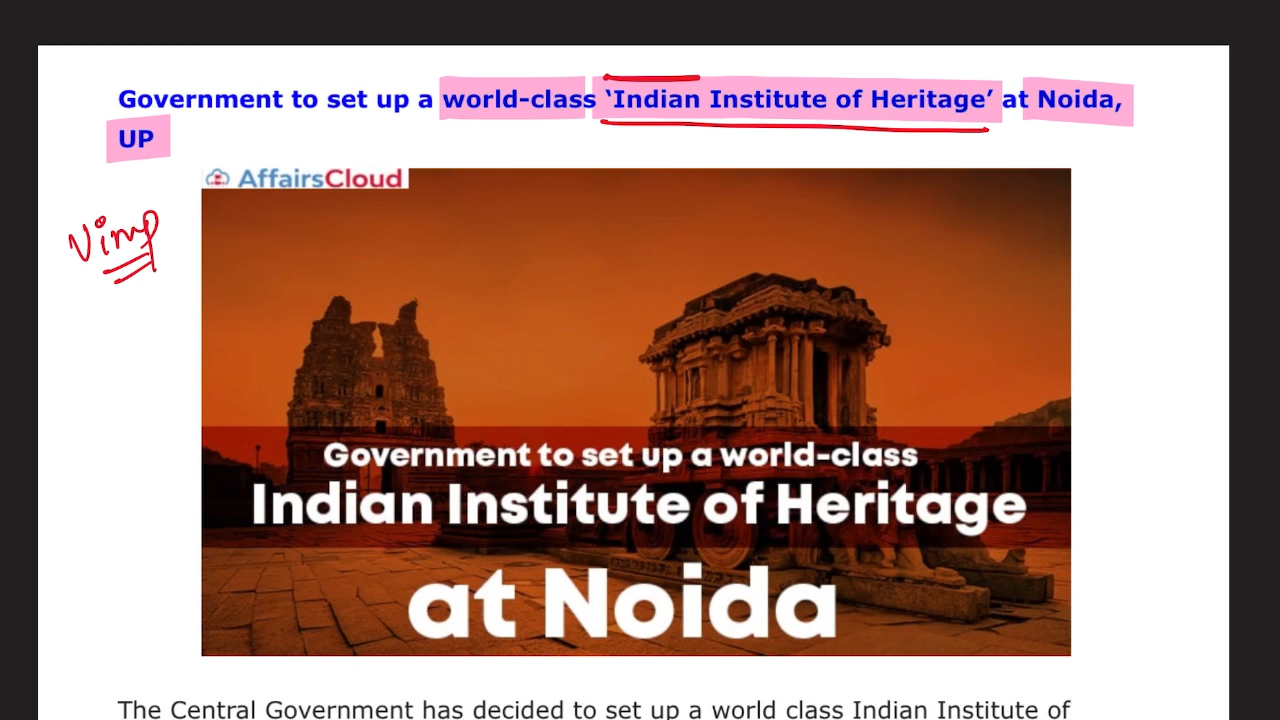 Government to set up a world-class ‘Indian Institute of Heritage’ at Noida,
UP
AffairsCloud
Vimp
Government to set up a world-class
Indian Institute of Heritage
at Noida
The Central Government has decided to set up a world class Indian Institute of